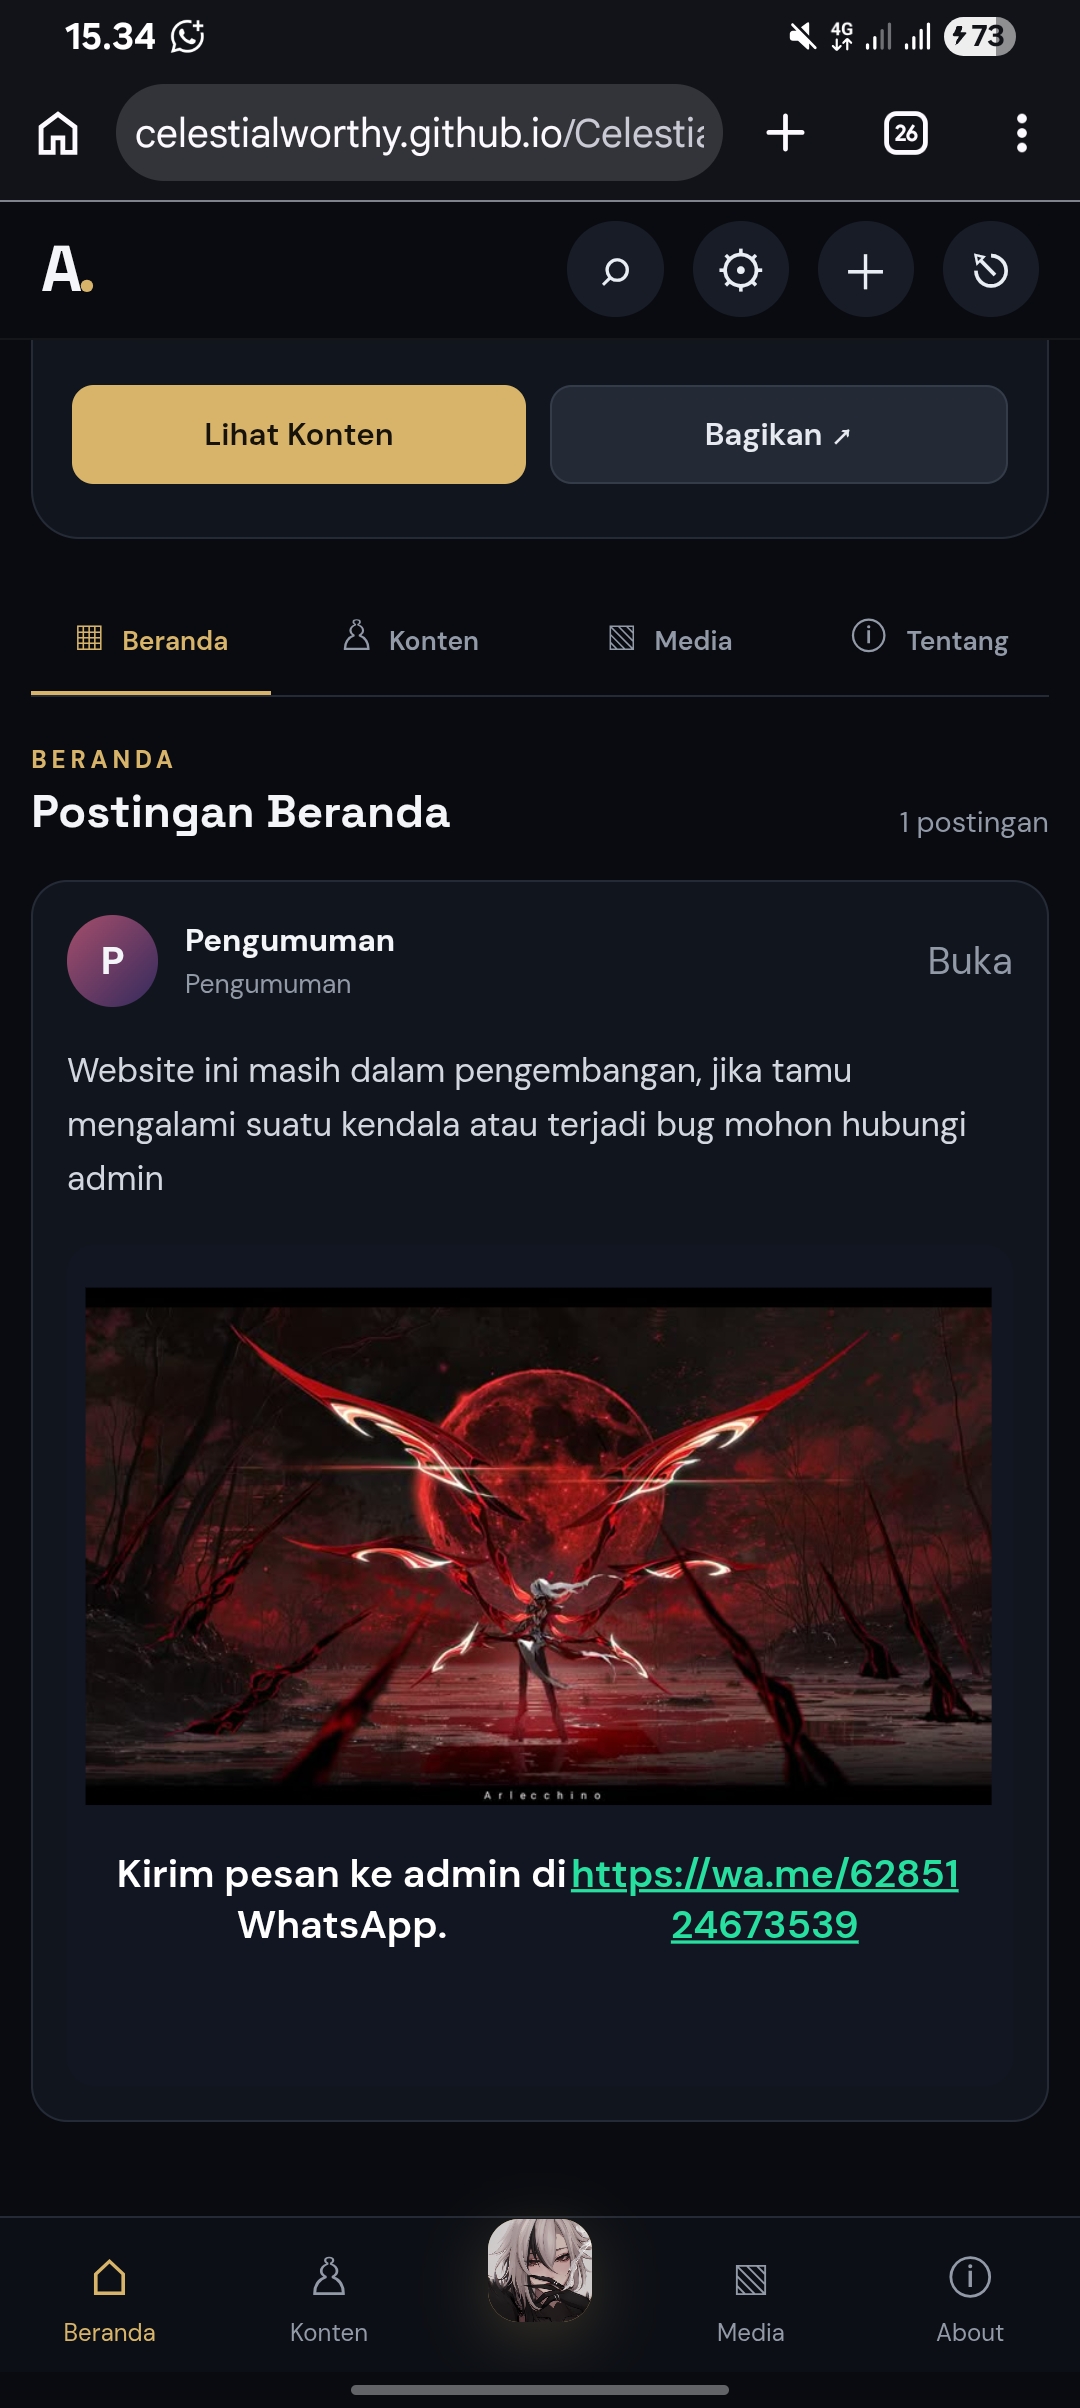 15.34
4G
73
celestialworthy.github.io/Celestia
26
A.
Lihat Konten
Bagikan ↗
Beranda
Konten
Media
Tentang
BERANDA
Postingan Beranda
1 postingan
P
Pengumuman
Pengumuman
Buka
Website ini masih dalam pengembangan, jika tamu
mengalami suatu kendala atau terjadi bug mohon hubungi
admin
Arlecchino
Kirim pesan ke admin di
WhatsApp.
https://wa.me/62851
24673539
Beranda
Konten
Media
About